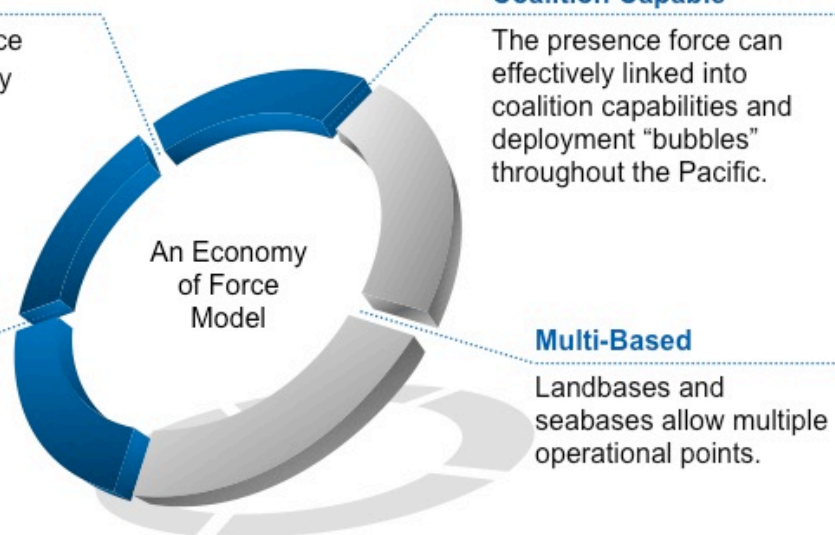 Coalition Capable
ce
y
The presence force can
effectively linked into
coalition capabilities and
deployment “bubbles”
throughout the Pacific.
An Economy
of Force
Model
Multi-Based
Landbases and
seabases allow multiple
operational points.